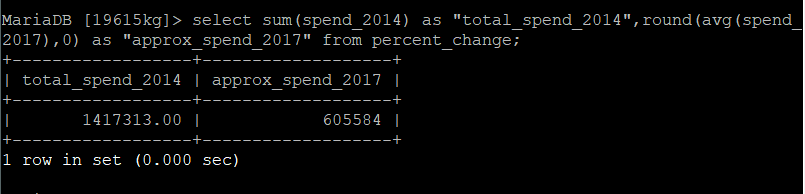 MariaDB [19615kg]> select sum(spend_2014) as "total_spend_2014",round(avg(spend_
2017),0) as "approx_spend_2017" from percent_change;
+------------------+-------------------+
| total_spend_2014 | approx_spend_2017 |
+------------------+-------------------+
|       1417313.00 |            605584 |
+------------------+-------------------+
1 row in set (0.000 sec)